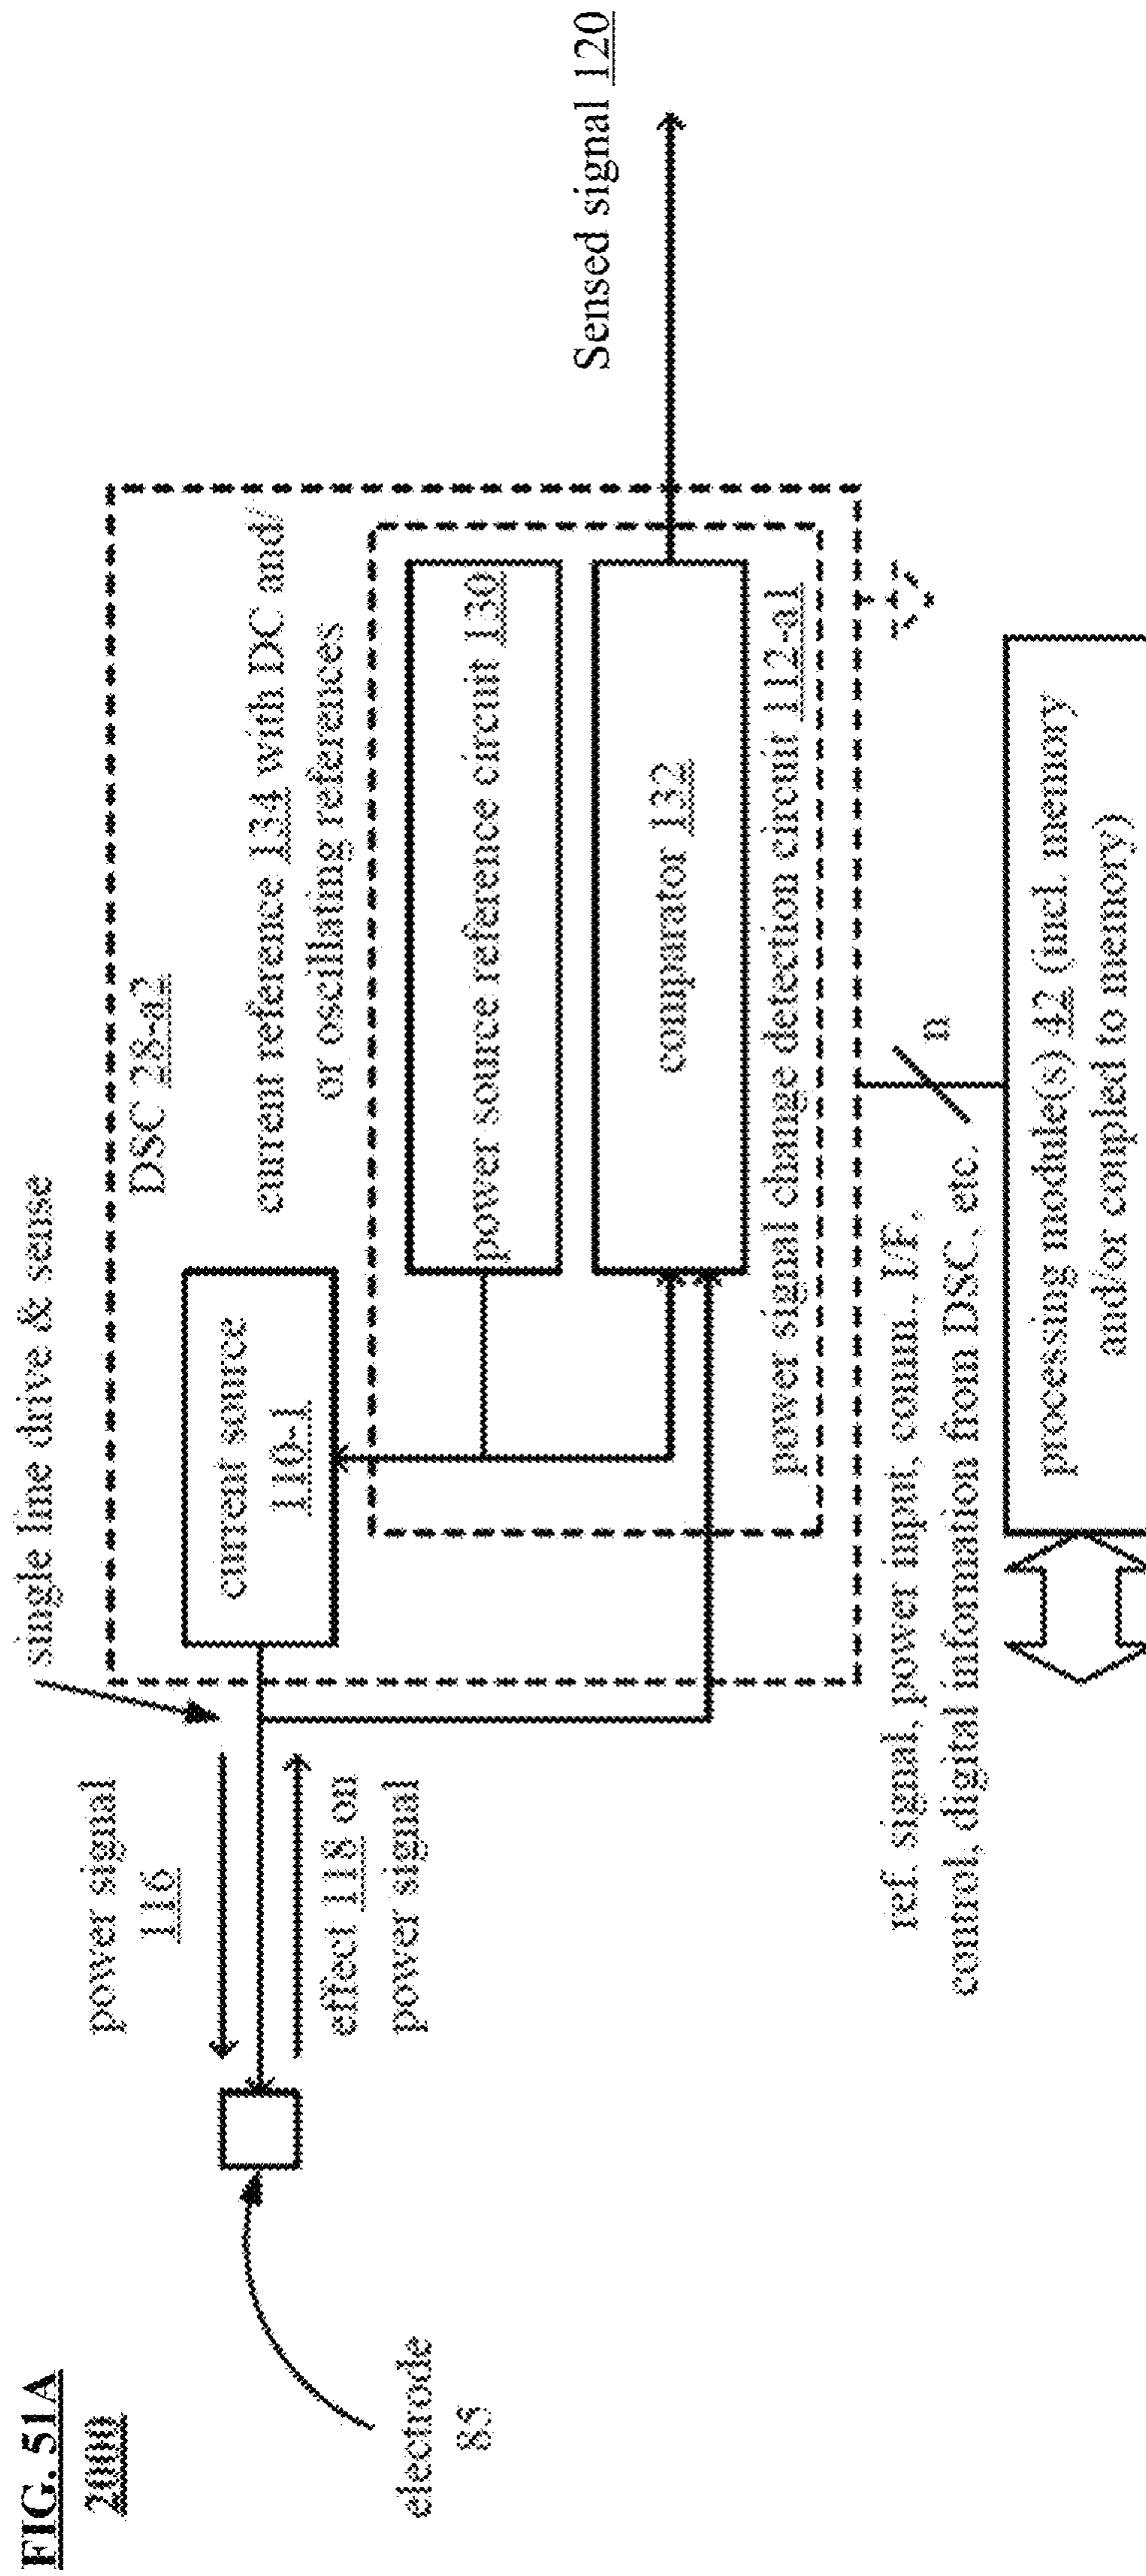 FIG. 51A
2000
single line drive & sense
power signal
116
effect 118 on
power signal
electrode
85
DSC 28-a2
current source
110-1
current reference 134 with DC and/
or oscillating references
power source reference circuit 130
comparator 132
power signal change detection circuit 112-a1
Sensed signal 120
ref. signal, power input, comm., I/F,
control, digital information from DSC, etc.
n
processing module(s) 42 (incl. memory
and/or coupled to memory)